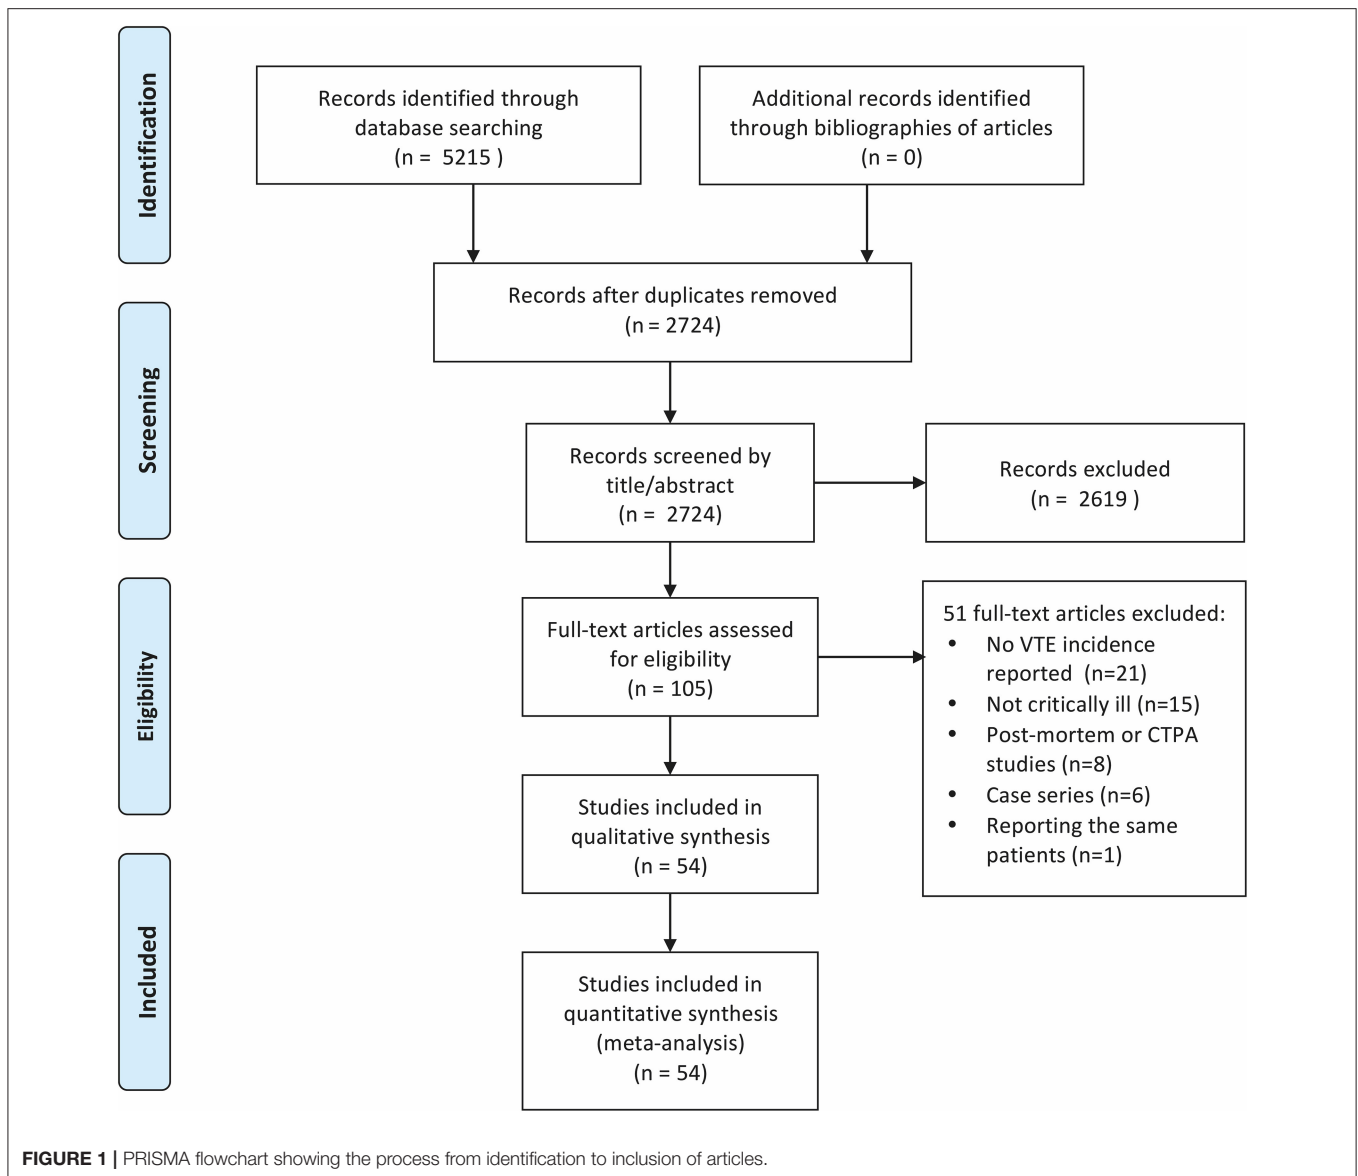 Identification
Records identified through
database searching
(n =  5215 )
Additional records identified
through bibliographies of articles
(n = 0)
Records after duplicates removed
(n = 2724)
Screening
Records screened by
title/abstract
(n =  2724)
Records excluded
(n =  2619 )
Eligibility
Full-text articles assessed
for eligibility
(n = 105)
51 full-text articles excluded:
• No VTE incidence
reported  (n=21)
• Not critically ill (n=15)
• Post-mortem or CTPA
studies (n=8)
• Case series (n=6)
• Reporting the same
patients (n=1)
Studies included in
qualitative synthesis
(n = 54)
Included
Studies included in
quantitative synthesis
(meta-analysis)
(n = 54)
FIGURE 1 | PRISMA flowchart showing the process from identification to inclusion of articles.